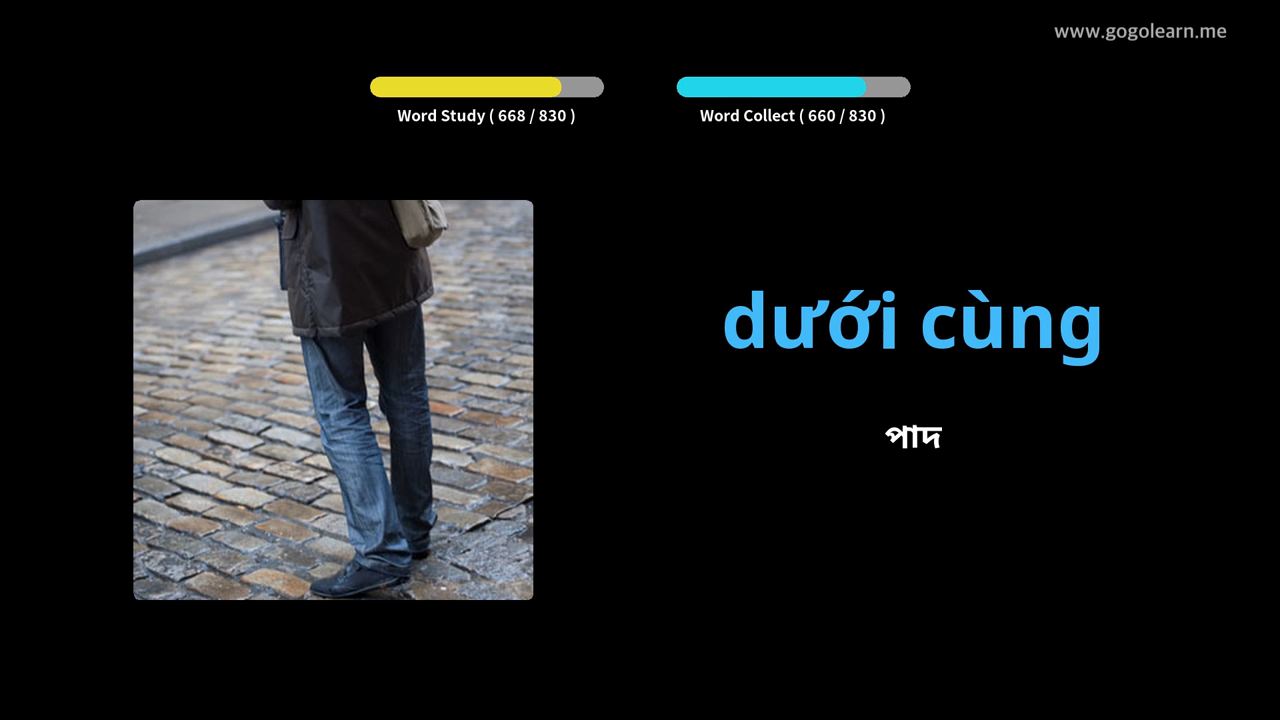 www.gogolearn.me
Word Study ( 668 / 830 )
Word Collect ( 660 / 830 )
dưới cùng
পাদ